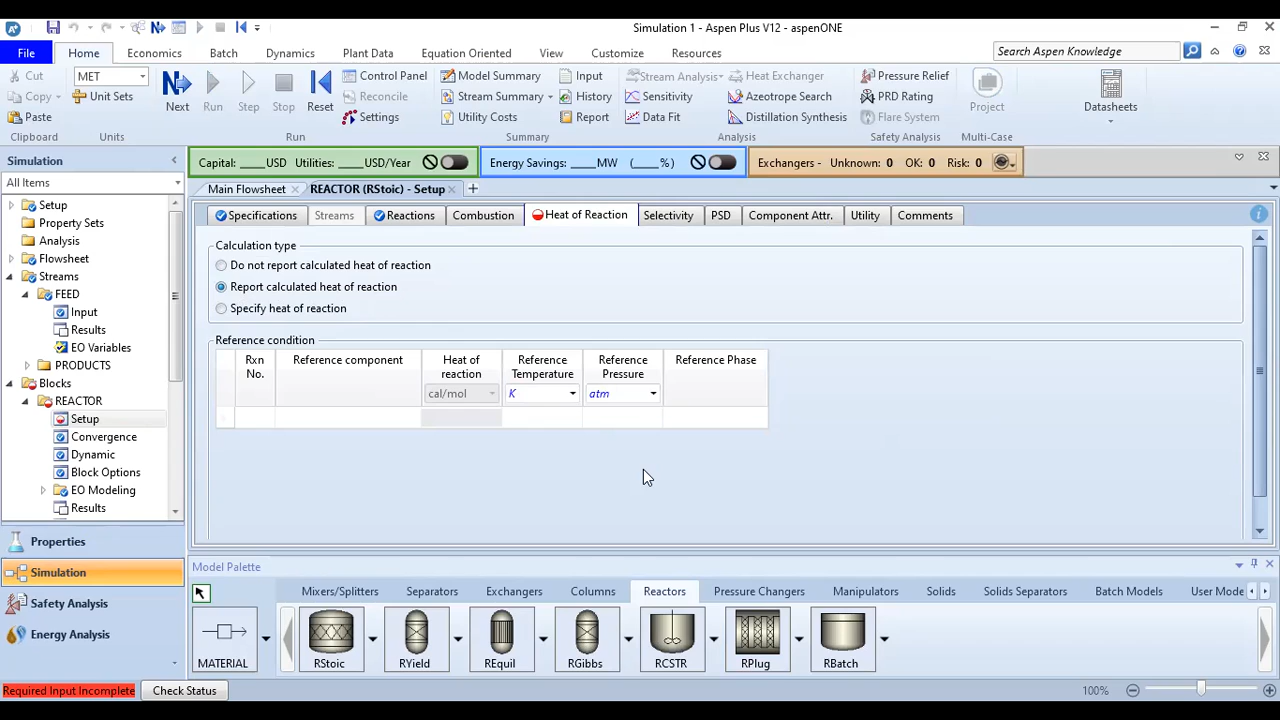 Simulation 1 - Aspen Plus V12 - aspenONE
File Home Economics Batch Dynamics Plant Data Equation Oriented View Customize Resources Search Aspen Knowledge
Cut MET Control Panel Model Summary Input Stream Analysis Heat Exchanger Pressure Relief
Copy Unit Sets Next Run Step Stop Reset Reconcile Stream Summary History Sensitivity Azeotrope Search PRD Rating Project Datasheets
Paste Settings Utility Costs Report Data Fit Distillation Synthesis Flare System
Clipboard Units Run Summary Analysis Safety Analysis Multi-Case
Simulation
Capital: ____USD Utilities: ____USD/Year Energy Savings: ____MW (____%) Exchangers - Unknown: 0 OK: 0 Risk: 0
All Items
Main Flowsheet REACTOR (RStoic) - Setup
Setup
Property Sets
Analysis
Flowsheet
Streams
FEED
Input
Results
EO Variables
PRODUCTS
Blocks
REACTOR
Setup
Convergence
Dynamic
Block Options
EO Modeling
Results
Properties
Simulation
Safety Analysis
Energy Analysis
Specifications Streams Reactions Combustion Heat of Reaction Selectivity PSD Component Attr. Utility Comments
Calculation type
Do not report calculated heat of reaction
Report calculated heat of reaction
Specify heat of reaction
Reference condition
Rxn No. Reference component Heat of reaction Reference Temperature Reference Pressure Reference Phase
cal/mol K atm
Model Palette
Mixers/Splitters Separators Exchangers Columns Reactors Pressure Changers Manipulators Solids Solids Separators Batch Models User Mode
MATERIAL RStoic RYield REquil RGibbs RCSTR RPlug RBatch
Required Input Incomplete Check Status 100%